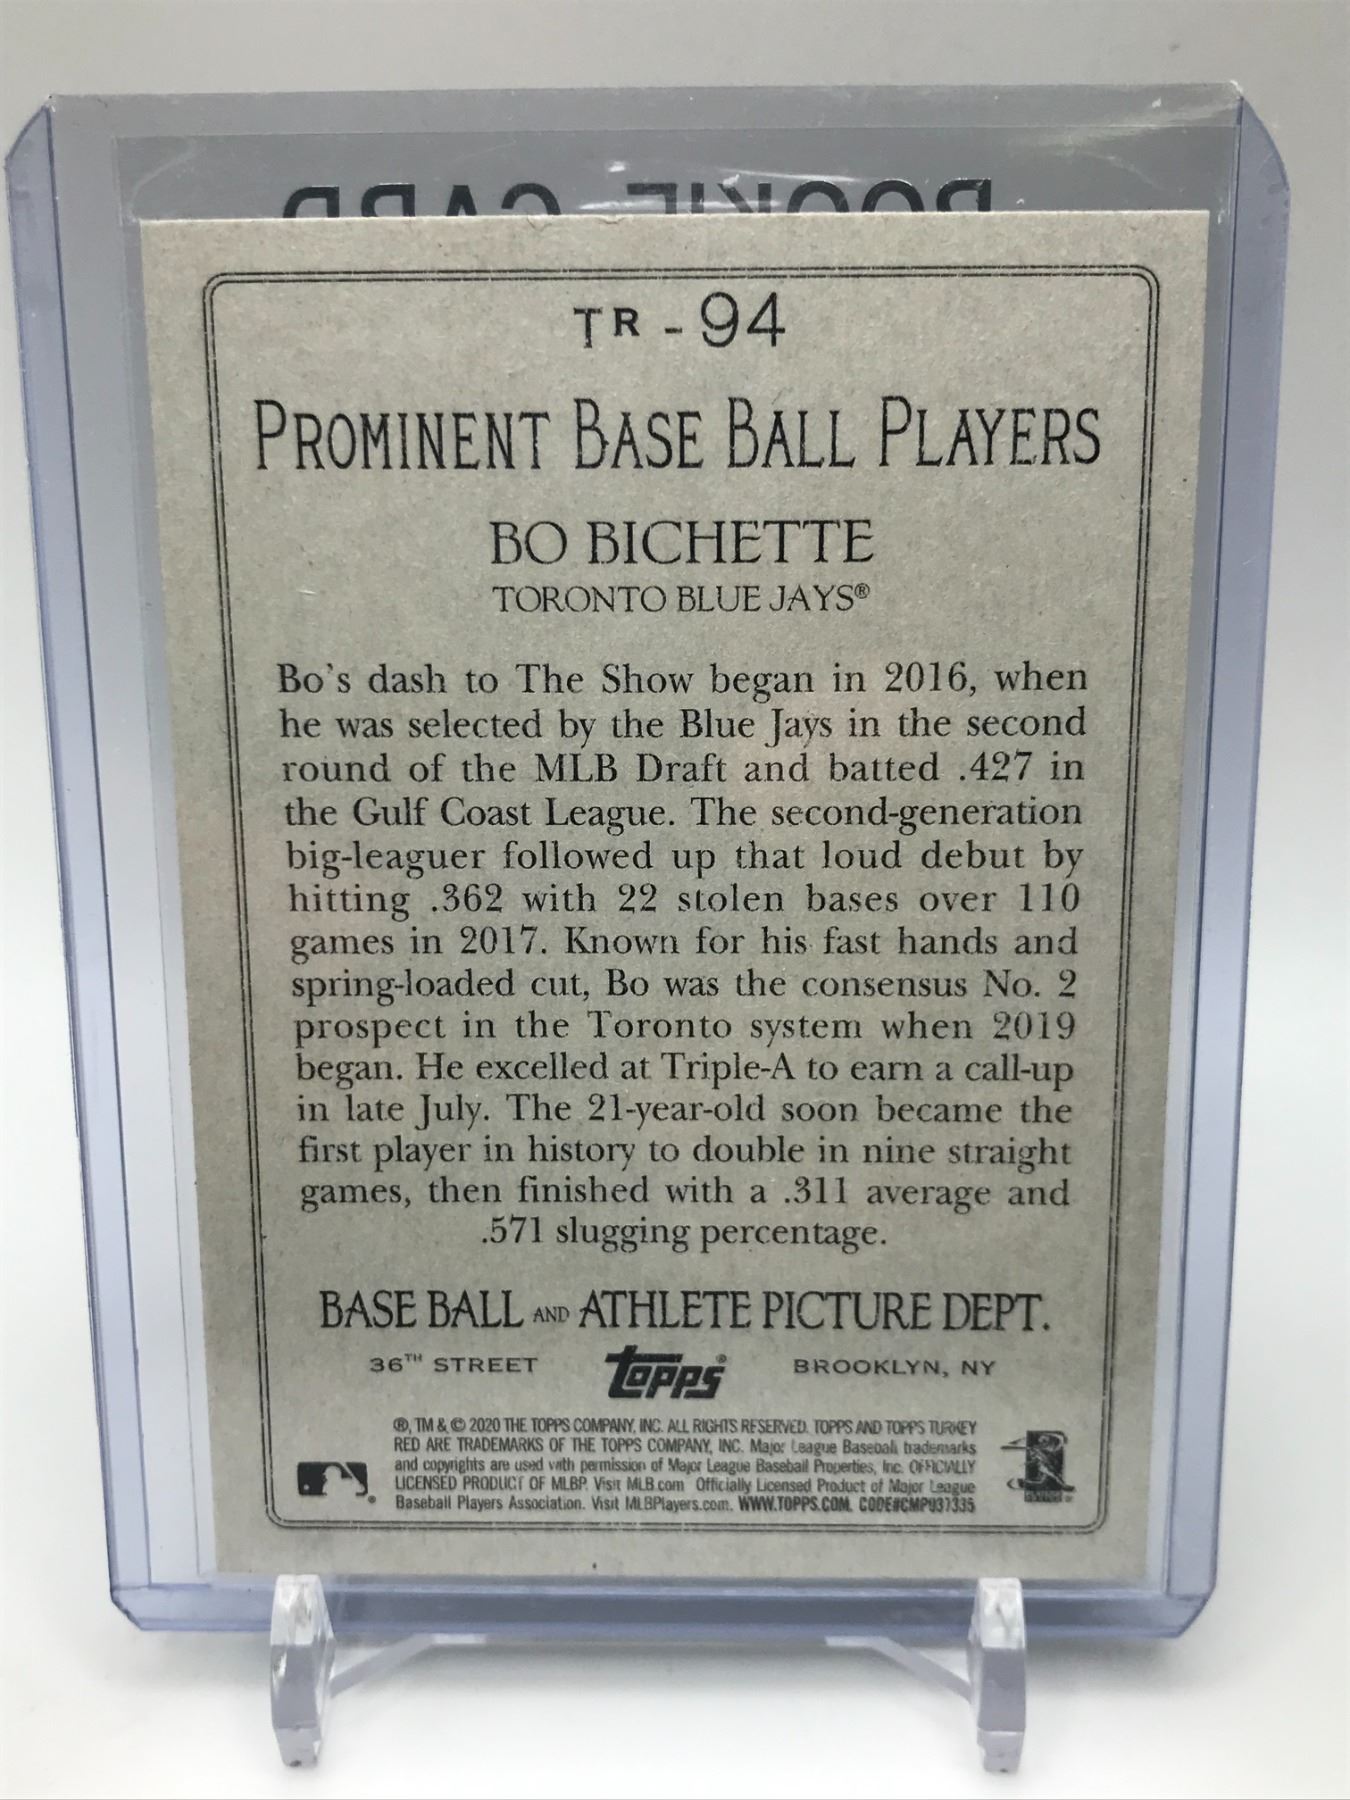 ROOKIE CARD
TR-94
PROMINENT BASE BALL PLAYERS
BO BICHETTE
TORONTO BLUE JAYS®
Bo's dash to The Show began in 2016, when
he was selected by the Blue Jays in the second
round of the MLB Draft and batted .427 in
the Gulf Coast League. The second-generation
big-leaguer followed up that loud debut by
hitting .362 with 22 stolen bases over 110
games in 2017. Known for his fast hands and
spring-loaded cut, Bo was the consensus No. 2
prospect in the Toronto system when 2019
began. He excelled at Triple-A to earn a call-up
in late July. The 21-year-old soon became the
first player in history to double in nine straight
games, then finished with a .311 average and
.571 slugging percentage.
BASE BALL AND ATHLETE PICTURE DEPT.
36TH STREET topps® BROOKLYN, NY
®, TM & © 2020 THE TOPPS COMPANY, INC. ALL RIGHTS RESERVED. TOPPS AND TOPPS TURKEY
RED ARE TRADEMARKS OF THE TOPPS COMPANY, INC. Major League Baseball trademarks
and copyrights are used with permission of Major League Baseball Properties, Inc. OFFICIALLY
LICENSED PRODUCT OF MLBP. Visit MLB.com Officially Licensed Product of Major League
Baseball Players Association. Visit MLBPlayers.com. WWW.TOPPS.COM. CODE#CMP037335